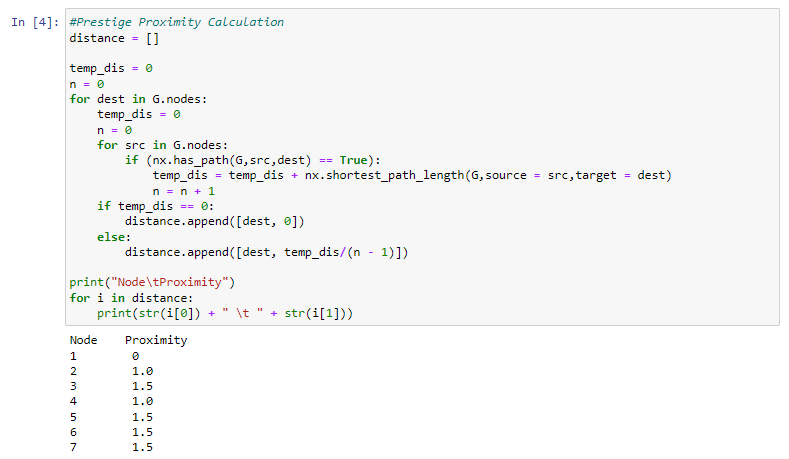 In [4]: #Prestige Proximity Calculation
distance = []
temp_dis = 0
n = 0
for dest in G.nodes:
    temp_dis = 0
    n = 0
    for src in G.nodes:
        if (nx.has_path(G,src,dest) == True):
            temp_dis = temp_dis + nx.shortest_path_length(G,source = src,target = dest)
            n = n + 1
    if temp_dis == 0:
        distance.append([dest, 0])
    else:
        distance.append([dest, temp_dis/(n - 1)])
print("Node\tProximity")
for i in distance:
    print(str(i[0]) + " \t " + str(i[1]))
Node    Proximity
1        0
2        1.0
3        1.5
4        1.0
5        1.5
6        1.5
7        1.5